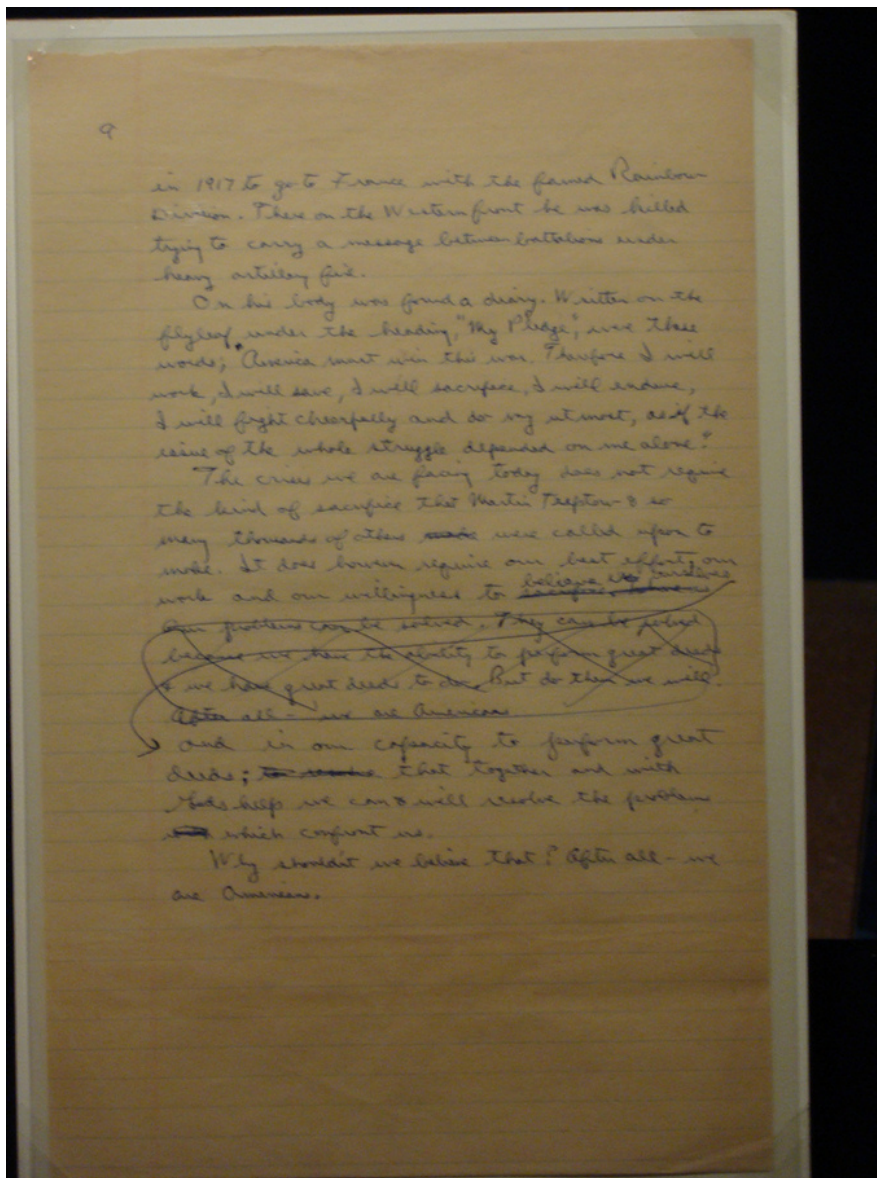 9
in 1917 to go to France with the famed Rainbow
Division. There on the Western front he was killed
trying to carry a message between battalions under
heavy artillery fire.
On his body was found a diary. Written on the
flyleaf under the heading, "My Pledge", were these
words; "America must win this war. Therefore I will
work, I will save, I will sacrifice, I will endure,
I will fight cheerfully and do my utmost, as if the
issue of the whole struggle depended on me alone."
The crises we are facing today does not require
the kind of sacrifice that Martin Treptow & so
many thousands of others were called upon to
make. It does however require our best effort, our
believe in ourselves
work and our willingness to
Our problems can be solved. They can be solved
because we have the ability to perform great deeds
& we have great deeds to do. But do them we will.
After all - we are Americans
and in our capacity to perform great
deeds; that together and with
Gods help we can & will resolve the problems
which confront us.
Why shouldn't we believe that? After all - we
are Americans.